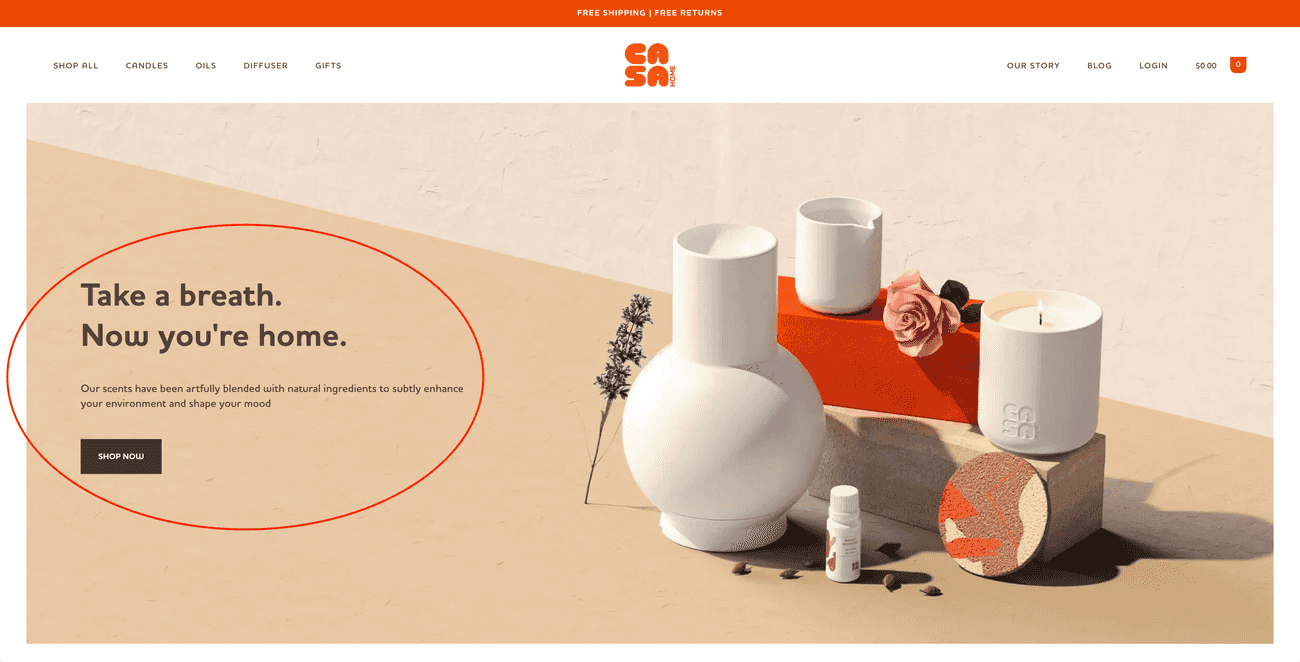 FREE SHIPPING | FREE RETURNS
SHOP ALL CANDLES OILS DIFFUSER GIFTS
CASA HOME
OUR STORY BLOG LOGIN $0.00 0
Take a breath.
Now you're home.
Our scents have been artfully blended with natural ingredients to subtly enhance
your environment and shape your mood
SHOP NOW
CA
SA